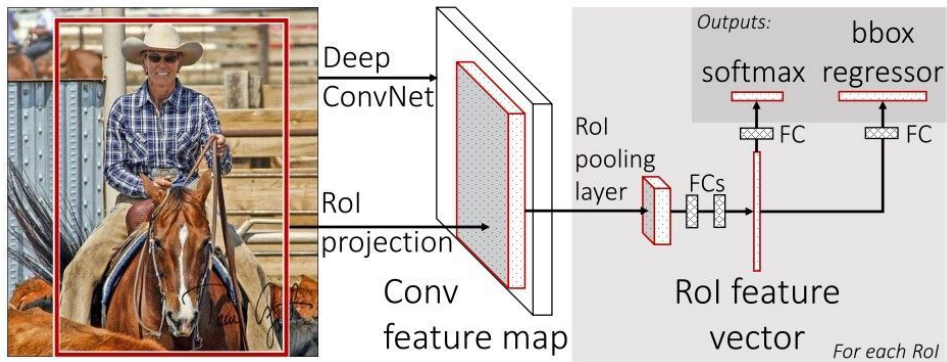 Deep
ConvNet
RoI
projection
Conv
feature map
RoI
pooling
layer
FCs
RoI feature
vector
Outputs:
softmax
bbox
regressor
FC
FC
For each RoI